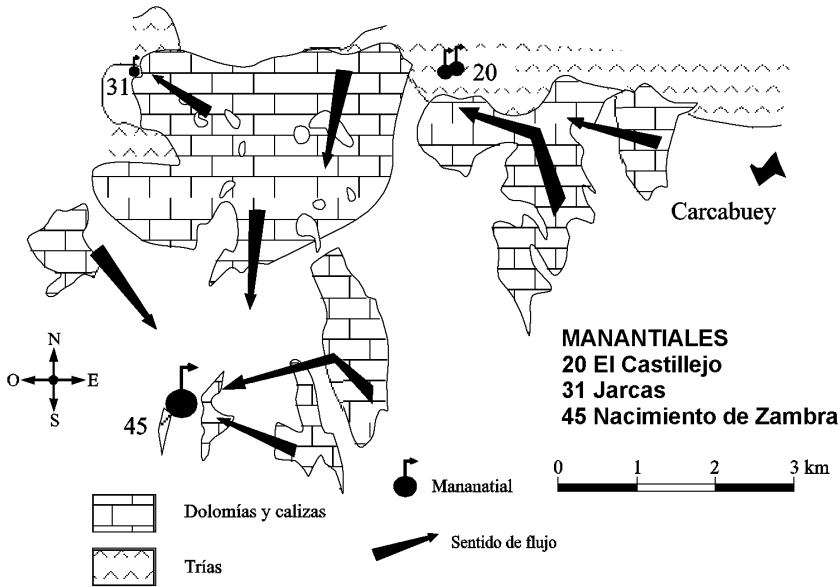 31
20
Carcabuey
MANANTIALES
20 El Castillejo
31 Jarcas
45 Nacimiento de Zambra
N
O E
S
45
0 1 2 3 km
Mananatial
Dolomías y calizas
Sentido de flujo
Trías